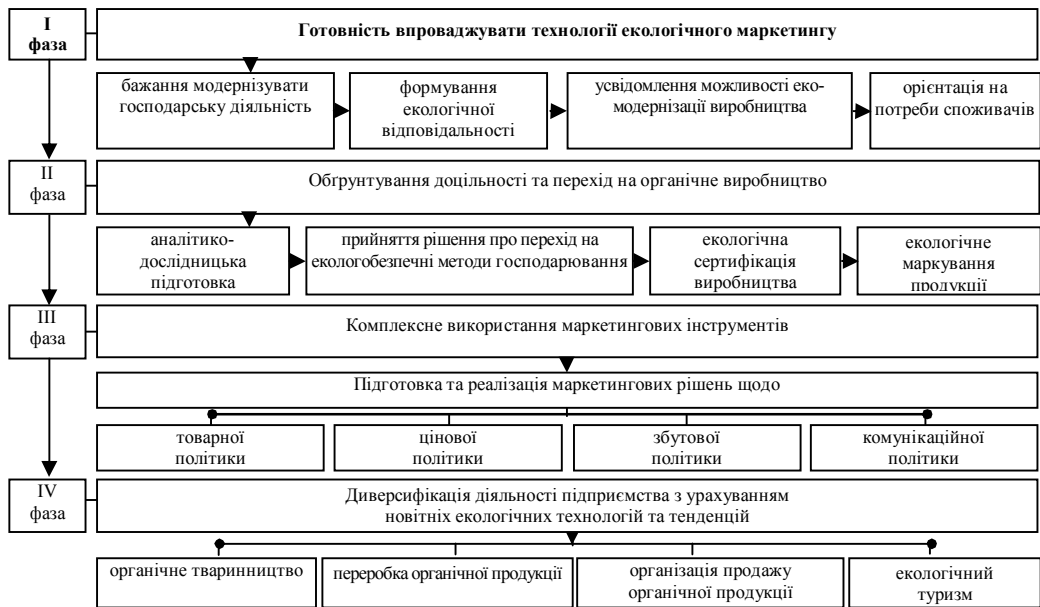 I
фаза
Готовність впроваджувати технології екологічного маркетингу
бажання модернізувати
господарську діяльність
формування
екологічної
відповідальності
усвідомлення можливості еко-
модернізації виробництва
орієнтація на
потреби споживачів
II
фаза
Обґрунтування доцільності та перехід на органічне виробництво
аналітико-
дослідницька
підготовка
прийняття рішення про перехід на
екологобезпечні методи господарювання
екологічна
сертифікація
виробництва
екологічне
маркування
продукції
III
фаза
Комплексне використання маркетингових інструментів
Підготовка та реалізація маркетингових рішень щодо
товарної
політики
цінової
політики
збутової
політики
комунікаційної
політики
IV
фаза
Диверсифікація діяльності підприємства з урахуванням
новітніх екологічних технологій та тенденцій
органічне тваринництво
переробка органічної продукції
організація продажу
органічної продукції
екологічний
туризм